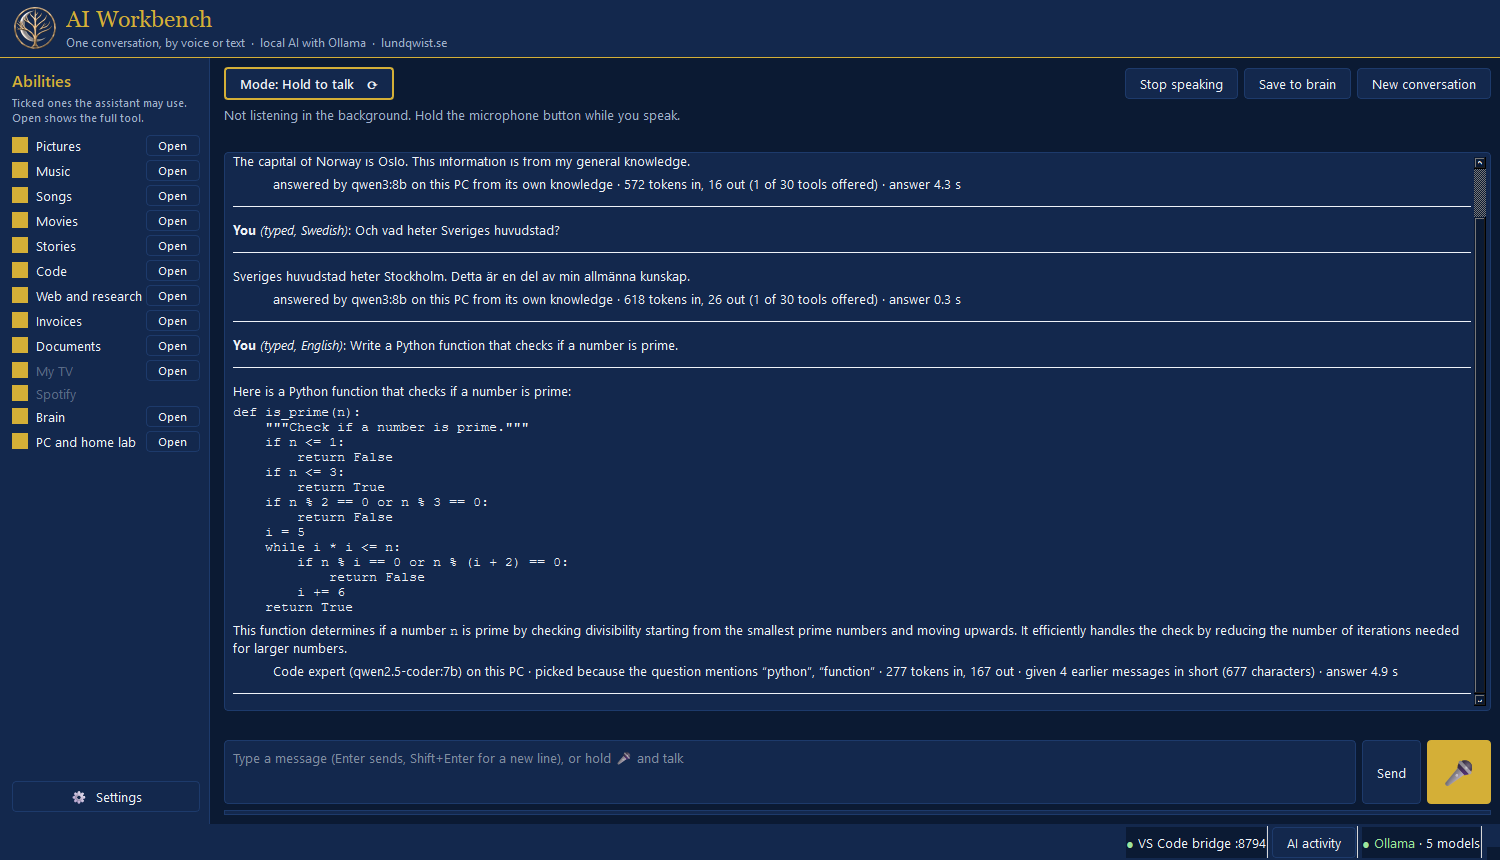 AI Workbench
One conversation, by voice or text · local AI with Ollama · lundqwist.se
Abilities
Ticked ones the assistant may use.
Open shows the full tool.
Pictures Open
Music Open
Songs Open
Movies Open
Stories Open
Code Open
Web and research Open
Invoices Open
Documents Open
My TV Open
Spotify
Brain Open
PC and home lab Open
Settings
Mode: Hold to talk ⟳
Stop speaking Save to brain New conversation
Not listening in the background. Hold the microphone button while you speak.
The capital of Norway is Oslo. This information is from my general knowledge.
answered by qwen3:8b on this PC from its own knowledge · 572 tokens in, 16 out (1 of 30 tools offered) · answer 4.3 s
You (typed, Swedish): Och vad heter Sveriges huvudstad?
Sveriges huvudstad heter Stockholm. Detta är en del av min allmänna kunskap.
answered by qwen3:8b on this PC from its own knowledge · 618 tokens in, 26 out (1 of 30 tools offered) · answer 0.3 s
You (typed, English): Write a Python function that checks if a number is prime.
Here is a Python function that checks if a number is prime:
def is_prime(n):
    """Check if a number is prime."""
    if n <= 1:
        return False
    if n <= 3:
        return True
    if n % 2 == 0 or n % 3 == 0:
        return False
    i = 5
    while i * i <= n:
        if n % i == 0 or n % (i + 2) == 0:
            return False
        i += 6
    return True
This function determines if a number n is prime by checking divisibility starting from the smallest prime numbers and moving upwards. It efficiently handles the check by reducing the number of iterations needed
for larger numbers.
Code expert (qwen2.5-coder:7b) on this PC · picked because the question mentions “python”, “function” · 277 tokens in, 167 out · given 4 earlier messages in short (677 characters) · answer 4.9 s
Type a message (Enter sends, Shift+Enter for a new line), or hold 🎤 and talk
Send
VS Code bridge :8794 AI activity Ollama · 5 models